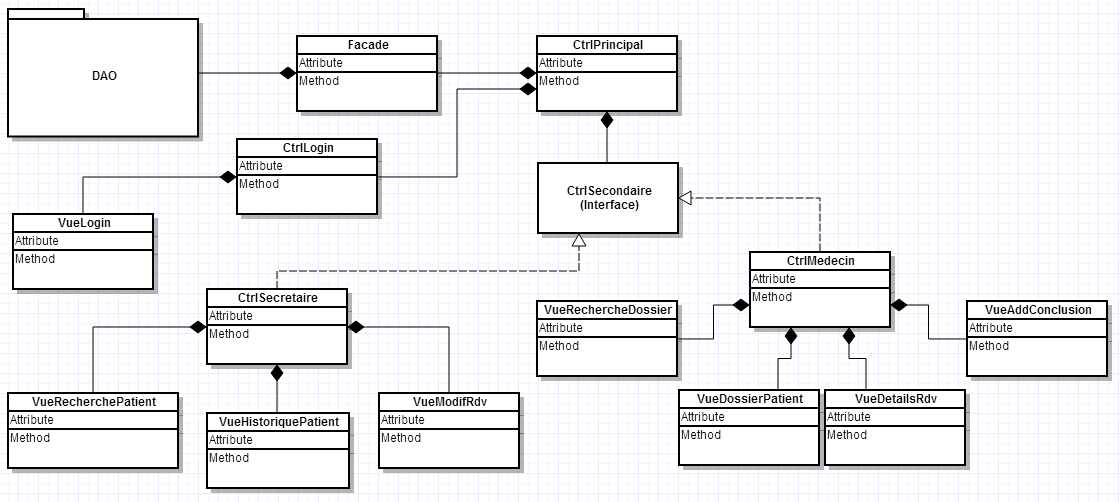 DAO
Facade
Attribute
Method
CtrlPrincipal
Attribute
Method
CtrlLogin
Attribute
Method
CtrlSecondaire
(Interface)
VueLogin
Attribute
Method
CtrlMedecin
Attribute
Method
CtrlSecretaire
Attribute
Method
VueRechercheDossier
Attribute
Method
VueAddConclusion
Attribute
Method
VueRecherchePatient
Attribute
Method
VueHistoriquePatient
Attribute
Method
VueModifRdv
Attribute
Method
VueDossierPatient
Attribute
Method
VueDetailsRdv
Attribute
Method